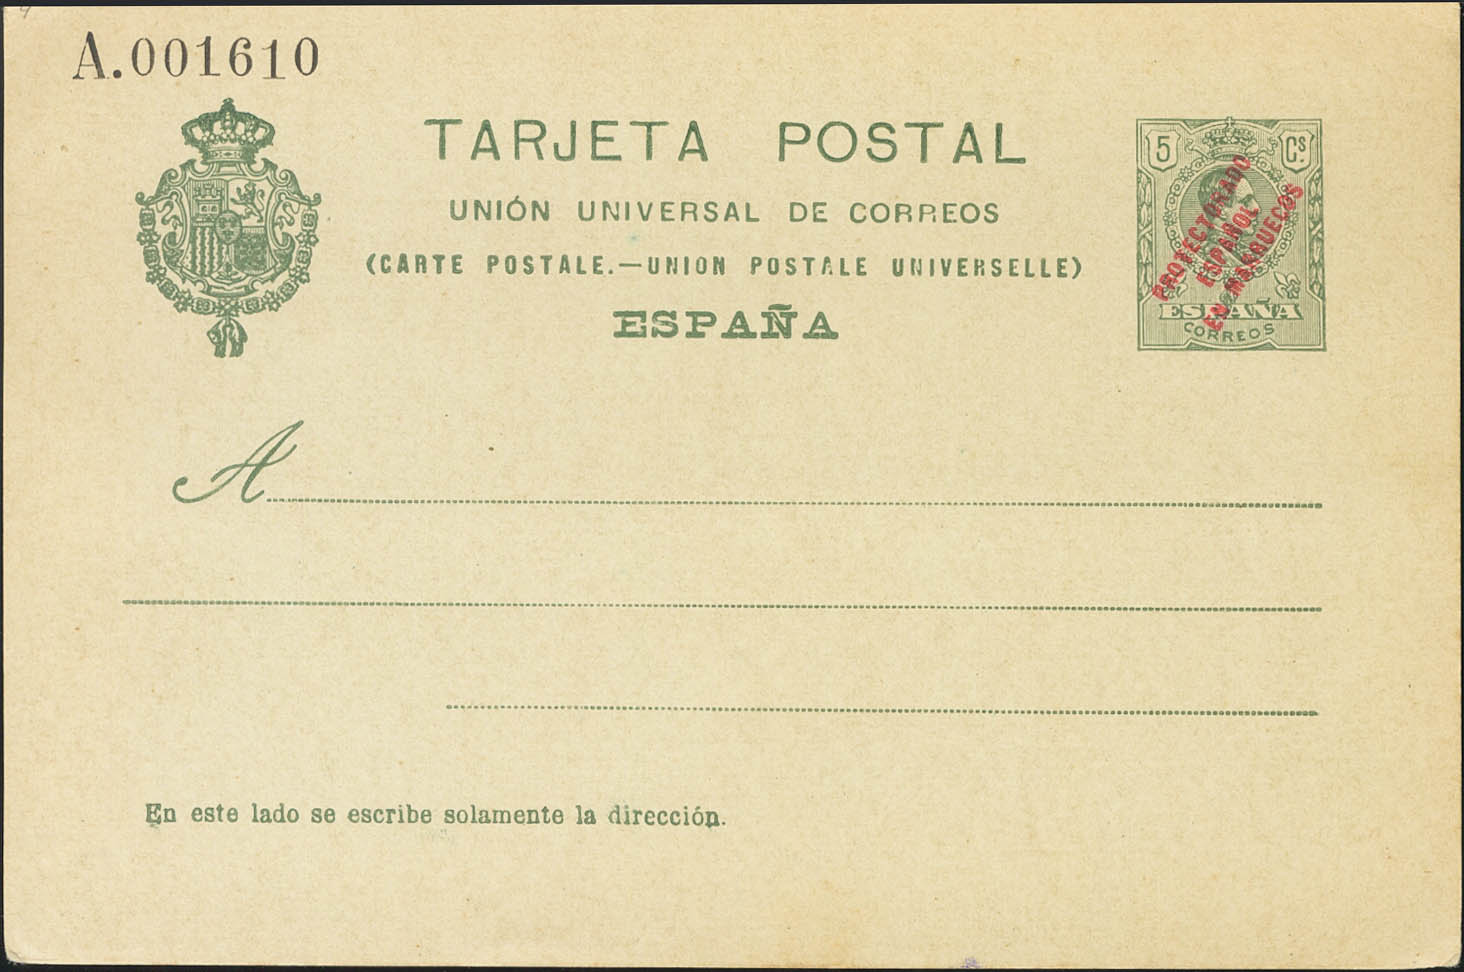 A.001610
TARJETA POSTAL
UNIÓN UNIVERSAL DE CORREOS
(CARTE POSTALE.—UNION POSTALE UNIVERSELLE)
ESPAÑA
5 Cs.
PROTECTORADO
ESPAÑOL
EN MARRUECOS
ESPAÑA
CORREOS
A
En este lado se escribe solamente la dirección.